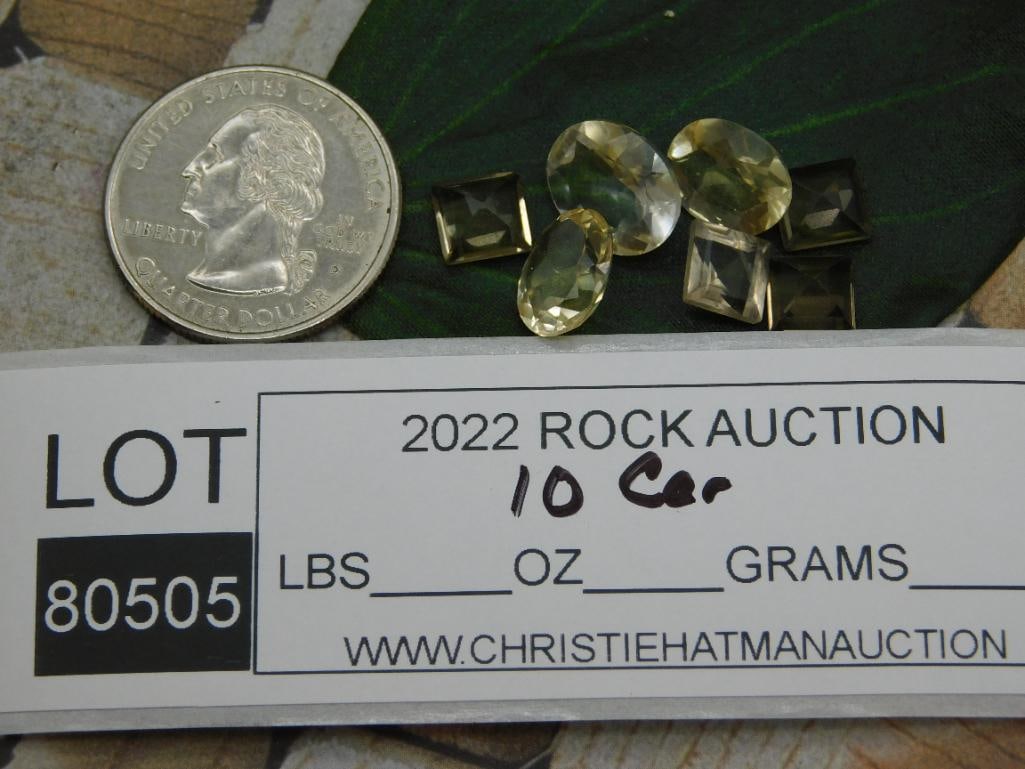 UNITED STATES OF AMERICA
LIBERTY
IN
GOD WE
TRUST
P
QUARTER DOLLAR
LOT
80505
2022 ROCK AUCTION
10 Car
LBS______OZ______GRAMS_____
WWW.CHRISTIEHATMANAUCTION